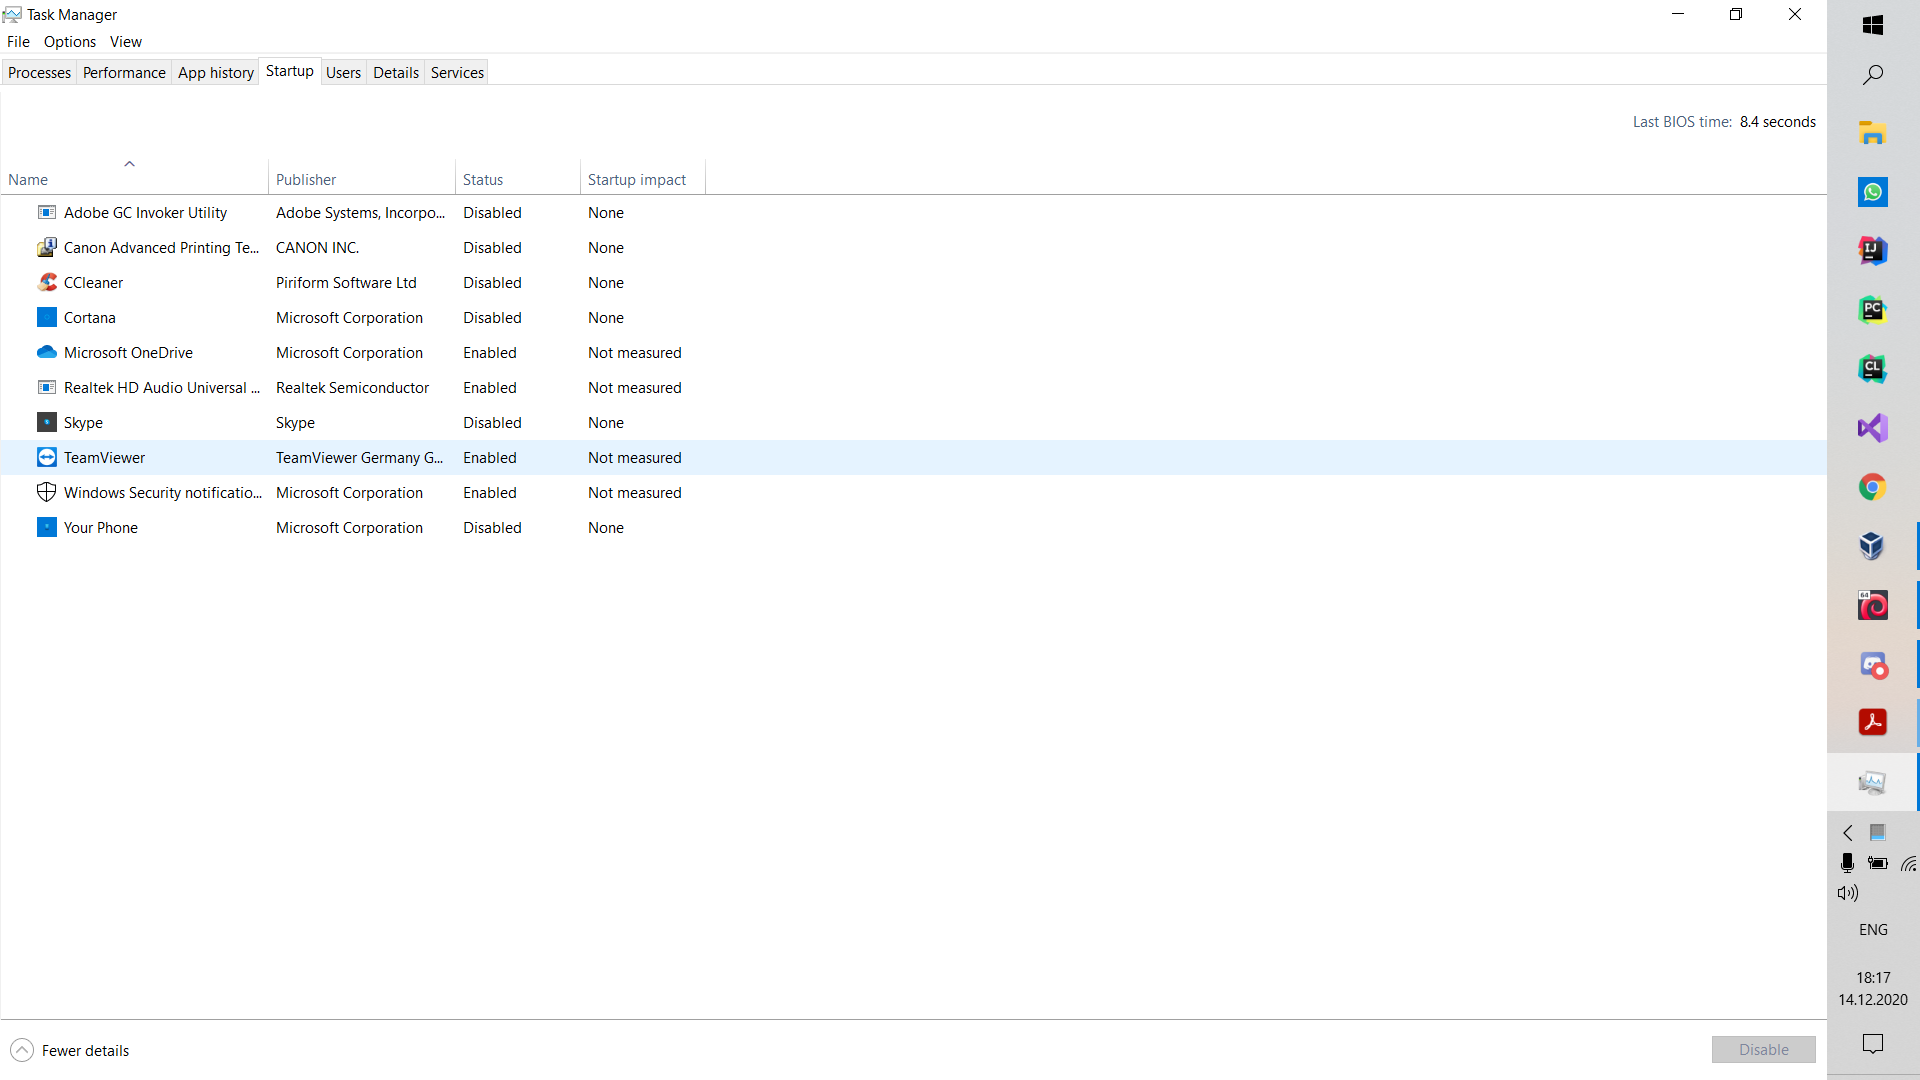 Task Manager
File Options View
Processes Performance App history Startup Users Details Services
Last BIOS time: 8.4 seconds
Name Publisher Status Startup impact
Adobe GC Invoker Utility Adobe Systems, Incorpo... Disabled None
Canon Advanced Printing Te... CANON INC. Disabled None
CCleaner Piriform Software Ltd Disabled None
Cortana Microsoft Corporation Disabled None
Microsoft OneDrive Microsoft Corporation Enabled Not measured
Realtek HD Audio Universal ... Realtek Semiconductor Enabled Not measured
Skype Skype Disabled None
TeamViewer TeamViewer Germany G... Enabled Not measured
Windows Security notificatio... Microsoft Corporation Enabled Not measured
Your Phone Microsoft Corporation Disabled None
Fewer details
Disable
IJ
PC
CL
64
ENG
18:17
14.12.2020